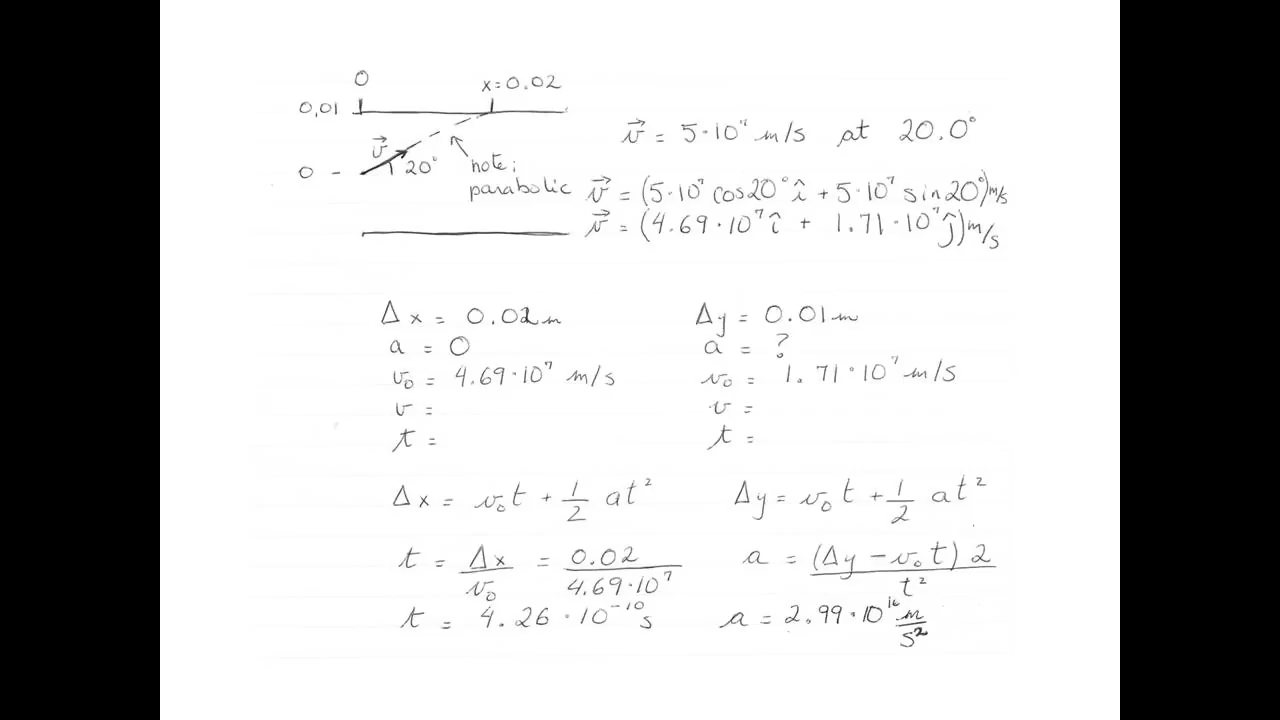 0
x = 0.02
0,01
v⃗ = 5·10⁷ m/s at 20.0°
v⃗
0 -
20°
note:
parabolic
v⃗ = (5·10⁷ cos20° î + 5·10⁷ sin20°) m/s
v⃗ = (4.69·10⁷ î + 1.71·10⁷ ĵ) m/s
Δx = 0.02 m
a = 0
v₀ = 4.69·10⁷ m/s
v =
t =
Δy = 0.01 m
a = ?
v₀ = 1.71·10⁷ m/s
v =
t =
Δx = v₀t + 1/2 at²
t = Δx/v₀ = 0.02/4.69·10⁷
t = 4.26·10⁻¹⁰ s
Δy = v₀t + 1/2 at²
a = (Δy - v₀t) 2/t²
a = 2.99·10¹⁶ m/s²